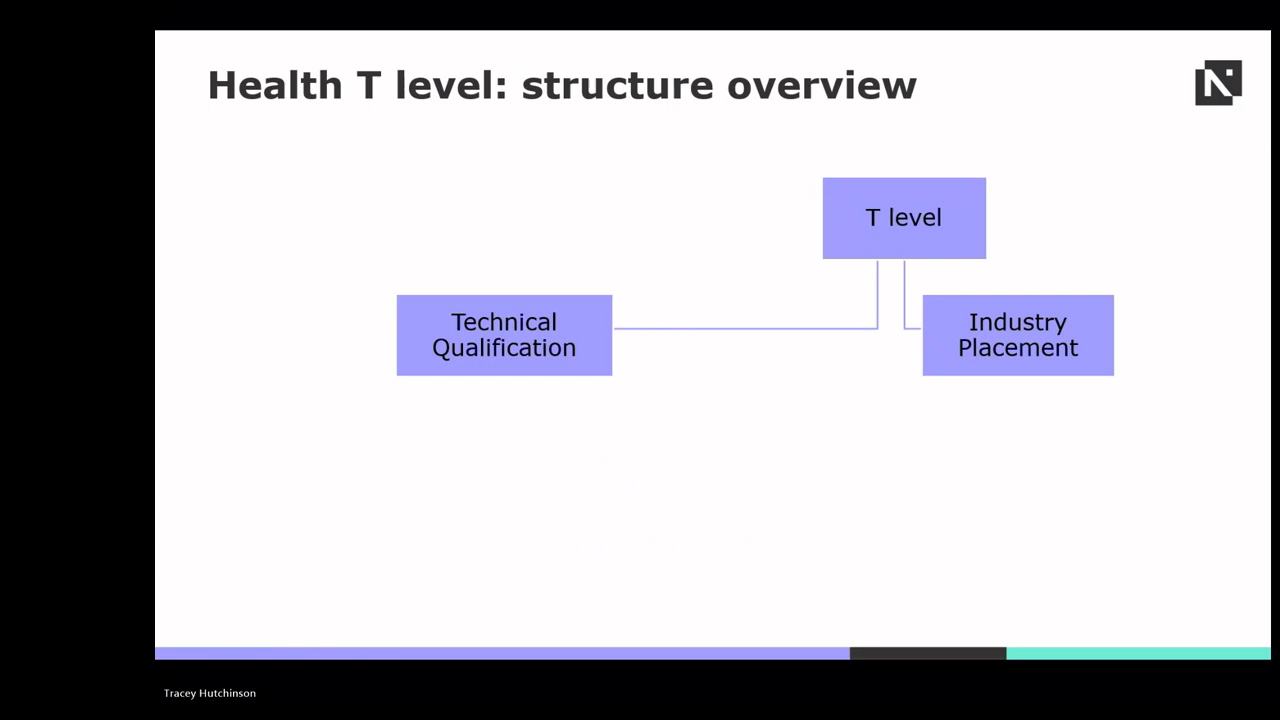 Health T level: structure overview
T level
Technical
Qualification
Industry
Placement
Tracey Hutchinson